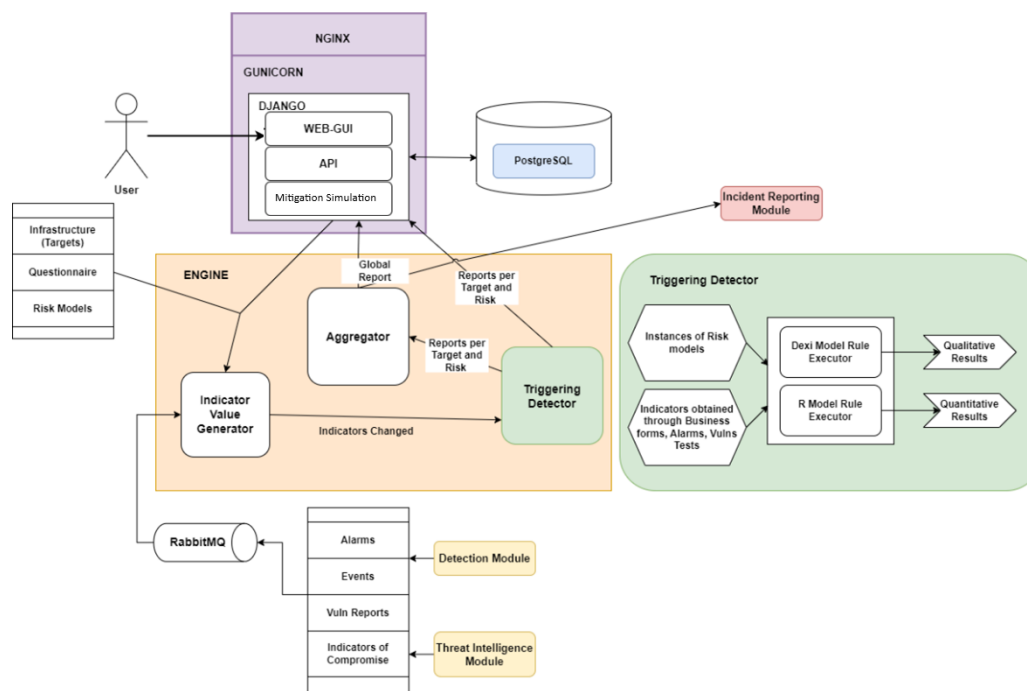 NGINX
GUNICORN
DJANGO
WEB-GUI
API
Mitigation Simulation
PostgreSQL
User
Incident Reporting
Module
Infrastructure
(Targets)
Questionnaire
Risk Models
ENGINE
Global
Report
Reports per
Target and
Risk
Aggregator
Reports per
Target and
Risk
Triggering
Detector
Indicator
Value
Generator
Indicators Changed
Triggering Detector
Instances of Risk
models
Indicators obtained
through Business
forms, Alarms, Vulns
Tests
Dexi Model Rule
Executor
R Model Rule
Executor
Qualitative
Results
Quantitative
Results
RabbitMQ
Alarms
Events
Vuln Reports
Indicators of
Compromise
Detection Module
Threat Intelligence
Module